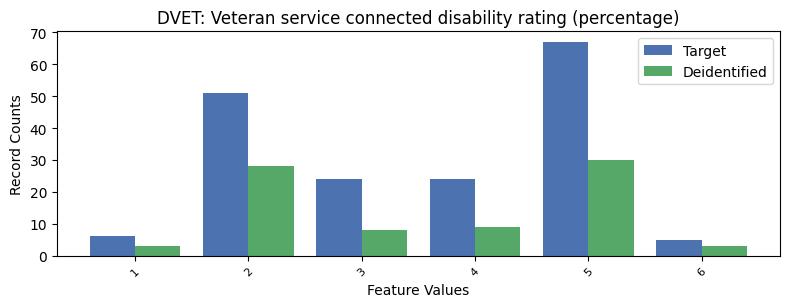 DVET: Veteran service connected disability rating (percentage)
Target
Deidentified
Record Counts
70
60
50
40
30
20
10
0
1 2 3 4 5 6
Feature Values